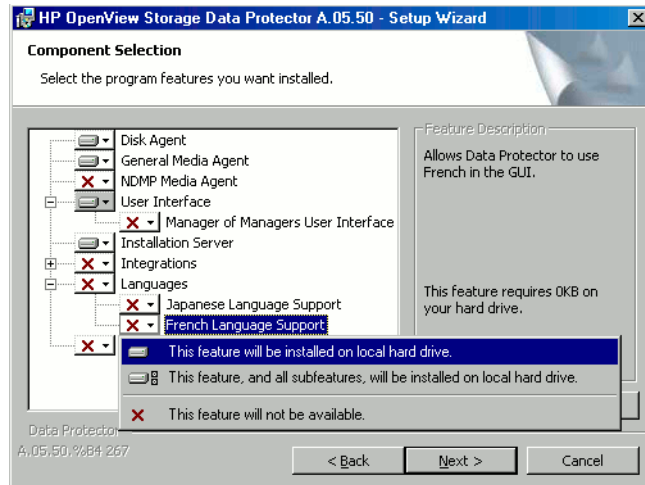 HP OpenView Storage Data Protector A.05.50 - Setup Wizard
Component Selection
Select the program features you want installed.
Feature Description
Disk Agent
General Media Agent
NDMP Media Agent
User Interface
Manager of Managers User Interface
Installation Server
Integrations
Languages
Japanese Language Support
French Language Support
Allows Data Protector to use
French in the GUI.
This feature requires 0KB on
your hard drive.
This feature will be installed on local hard drive.
This feature, and all subfeatures, will be installed on local hard drive.
This feature will not be available.
Data Protector
A.05.50.%B4 267
< Back
Next >
Cancel